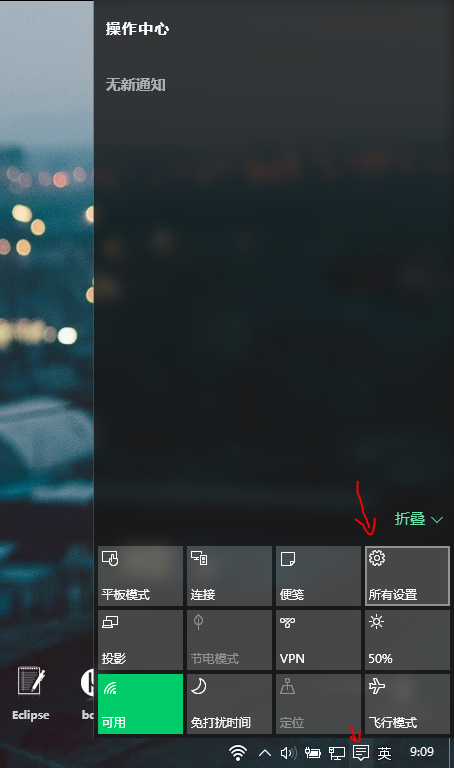 操作中心
无新通知
折叠
平板模式
连接
便笺
所有设置
投影
节电模式
VPN
50%
可用
免打扰时间
定位
飞行模式
Eclipse
英
9:09